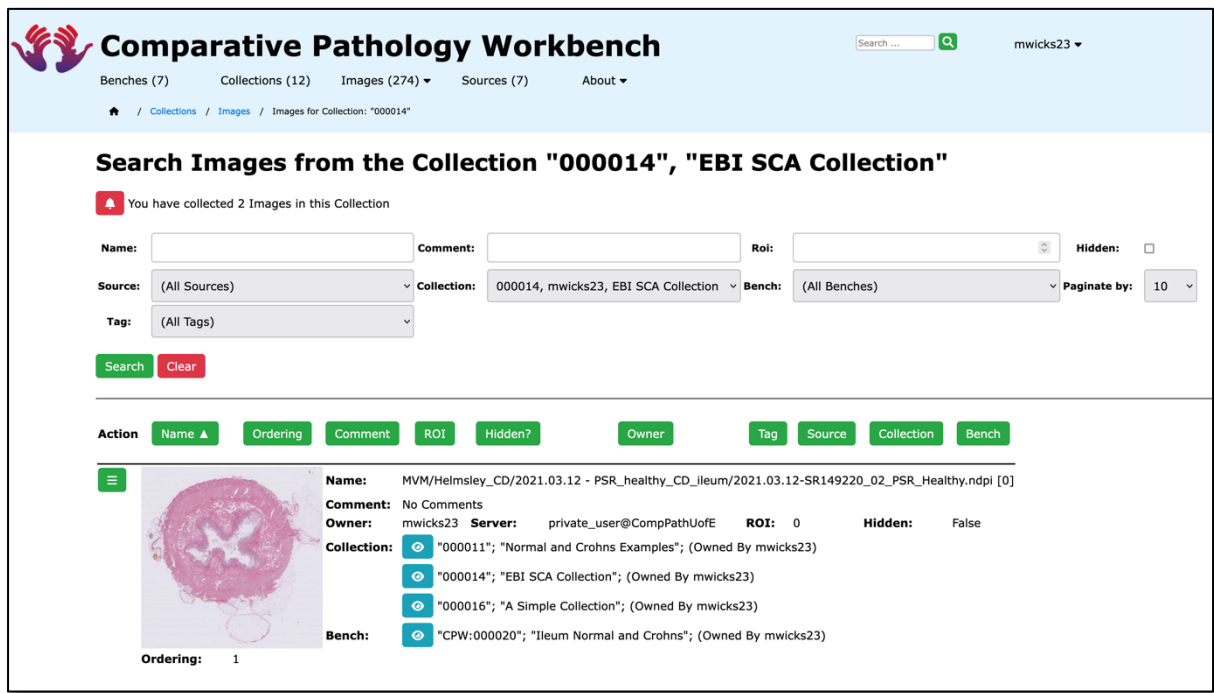 Comparative Pathology Workbench
Search ...
mwicks23
Benches (7) Collections (12) Images (274) Sources (7) About
/ Collections / Images / Images for Collection: "000014"
Search Images from the Collection "000014", "EBI SCA Collection"
You have collected 2 Images in this Collection
Name: Comment: Roi: Hidden:
Source: (All Sources) Collection: 000014, mwicks23, EBI SCA Collection Bench: (All Benches) Paginate by: 10
Tag: (All Tags)
Search Clear
Action Name ▲ Ordering Comment ROI Hidden? Owner Tag Source Collection Bench
Name: MVM/Helmsley_CD/2021.03.12 - PSR_healthy_CD_ileum/2021.03.12-SR149220_02_PSR_Healthy.ndpi [0]
Comment: No Comments
Owner: mwicks23 Server: private_user@CompPathUofE ROI: 0 Hidden: False
Collection: "000011"; "Normal and Crohns Examples"; (Owned By mwicks23)
"000014"; "EBI SCA Collection"; (Owned By mwicks23)
"000016"; "A Simple Collection"; (Owned By mwicks23)
Bench: "CPW:000020"; "Ileum Normal and Crohns"; (Owned By mwicks23)
Ordering: 1